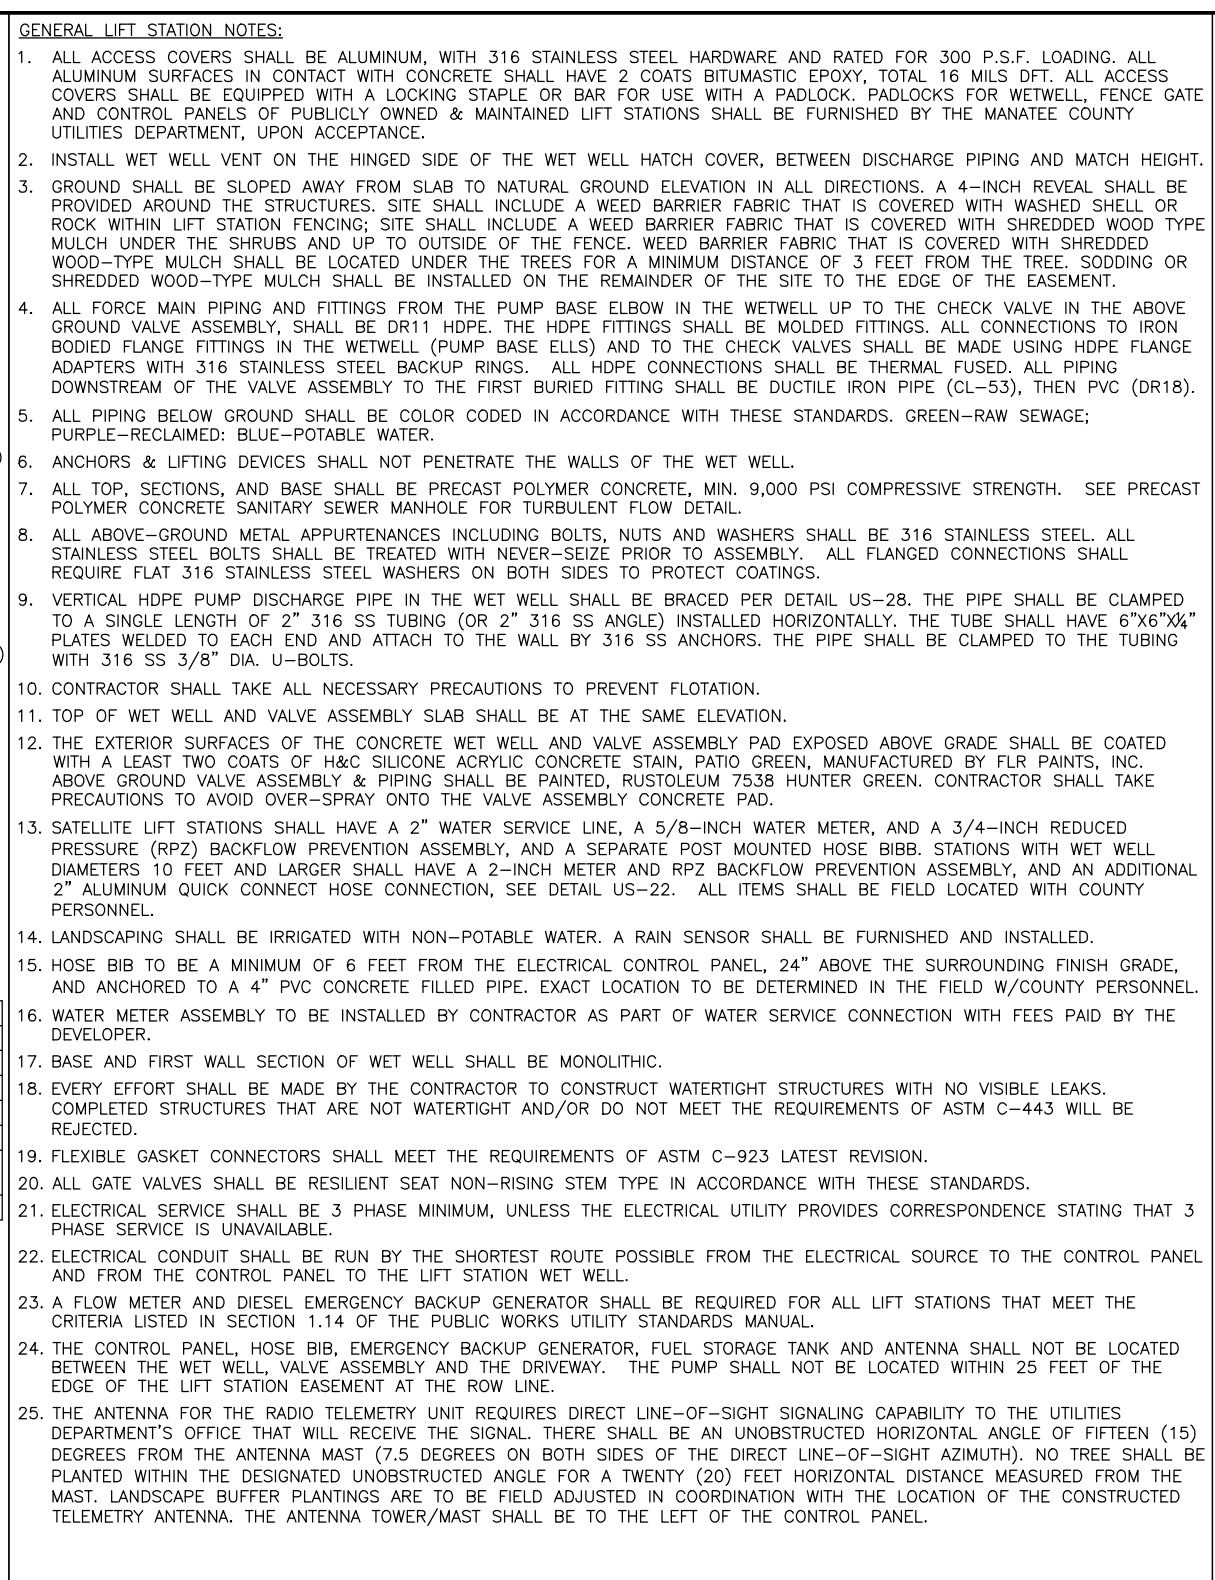 GENERAL LIFT STATION NOTES:
1. ALL ACCESS COVERS SHALL BE ALUMINUM, WITH 316 STAINLESS STEEL HARDWARE AND RATED FOR 300 P.S.F. LOADING. ALL
ALUMINUM SURFACES IN CONTACT WITH CONCRETE SHALL HAVE 2 COATS BITUMASTIC EPOXY, TOTAL 16 MILS DFT. ALL ACCESS
COVERS SHALL BE EQUIPPED WITH A LOCKING STAPLE OR BAR FOR USE WITH A PADLOCK. PADLOCKS FOR WETWELL, FENCE GATE
AND CONTROL PANELS OF PUBLICLY OWNED & MAINTAINED LIFT STATIONS SHALL BE FURNISHED BY THE MANATEE COUNTY
UTILITIES DEPARTMENT, UPON ACCEPTANCE.
2. INSTALL WET WELL VENT ON THE HINGED SIDE OF THE WET WELL HATCH COVER, BETWEEN DISCHARGE PIPING AND MATCH HEIGHT.
3. GROUND SHALL BE SLOPED AWAY FROM SLAB TO NATURAL GROUND ELEVATION IN ALL DIRECTIONS. A 4-INCH REVEAL SHALL BE
PROVIDED AROUND THE STRUCTURES. SITE SHALL INCLUDE A WEED BARRIER FABRIC THAT IS COVERED WITH WASHED SHELL OR
ROCK WITHIN LIFT STATION FENCING; SITE SHALL INCLUDE A WEED BARRIER FABRIC THAT IS COVERED WITH SHREDDED WOOD TYPE
MULCH UNDER THE SHRUBS AND UP TO OUTSIDE OF THE FENCE. WEED BARRIER FABRIC THAT IS COVERED WITH SHREDDED
WOOD-TYPE MULCH SHALL BE LOCATED UNDER THE TREES FOR A MINIMUM DISTANCE OF 3 FEET FROM THE TREE. SODDING OR
SHREDDED WOOD-TYPE MULCH SHALL BE INSTALLED ON THE REMAINDER OF THE SITE TO THE EDGE OF THE EASEMENT.
4. ALL FORCE MAIN PIPING AND FITTINGS FROM THE PUMP BASE ELBOW IN THE WETWELL UP TO THE CHECK VALVE IN THE ABOVE
GROUND VALVE ASSEMBLY, SHALL BE DR11 HDPE. THE HDPE FITTINGS SHALL BE MOLDED FITTINGS. ALL CONNECTIONS TO IRON
BODIED FLANGE FITTINGS IN THE WETWELL (PUMP BASE ELLS) AND TO THE CHECK VALVES SHALL BE MADE USING HDPE FLANGE
ADAPTERS WITH 316 STAINLESS STEEL BACKUP RINGS. ALL HDPE CONNECTIONS SHALL BE THERMAL FUSED. ALL PIPING
DOWNSTREAM OF THE VALVE ASSEMBLY TO THE FIRST BURIED FITTING SHALL BE DUCTILE IRON PIPE (CL-53), THEN PVC (DR18).
5. ALL PIPING BELOW GROUND SHALL BE COLOR CODED IN ACCORDANCE WITH THESE STANDARDS. GREEN-RAW SEWAGE;
PURPLE-RECLAIMED: BLUE-POTABLE WATER.
6. ANCHORS & LIFTING DEVICES SHALL NOT PENETRATE THE WALLS OF THE WET WELL.
7. ALL TOP, SECTIONS, AND BASE SHALL BE PRECAST POLYMER CONCRETE, MIN. 9,000 PSI COMPRESSIVE STRENGTH. SEE PRECAST
POLYMER CONCRETE SANITARY SEWER MANHOLE FOR TURBULENT FLOW DETAIL.
8. ALL ABOVE-GROUND METAL APPURTENANCES INCLUDING BOLTS, NUTS AND WASHERS SHALL BE 316 STAINLESS STEEL. ALL
STAINLESS STEEL BOLTS SHALL BE TREATED WITH NEVER-SEIZE PRIOR TO ASSEMBLY. ALL FLANGED CONNECTIONS SHALL
REQUIRE FLAT 316 STAINLESS STEEL WASHERS ON BOTH SIDES TO PROTECT COATINGS.
9. VERTICAL HDPE PUMP DISCHARGE PIPE IN THE WET WELL SHALL BE BRACED PER DETAIL US-28. THE PIPE SHALL BE CLAMPED
TO A SINGLE LENGTH OF 2" 316 SS TUBING (OR 2" 316 SS ANGLE) INSTALLED HORIZONTALLY. THE TUBE SHALL HAVE 6"X6"X¼"
PLATES WELDED TO EACH END AND ATTACH TO THE WALL BY 316 SS ANCHORS. THE PIPE SHALL BE CLAMPED TO THE TUBING
WITH 316 SS 3/8" DIA. U-BOLTS.
10. CONTRACTOR SHALL TAKE ALL NECESSARY PRECAUTIONS TO PREVENT FLOTATION.
11. TOP OF WET WELL AND VALVE ASSEMBLY SLAB SHALL BE AT THE SAME ELEVATION.
12. THE EXTERIOR SURFACES OF THE CONCRETE WET WELL AND VALVE ASSEMBLY PAD EXPOSED ABOVE GRADE SHALL BE COATED
WITH A LEAST TWO COATS OF H&C SILICONE ACRYLIC CONCRETE STAIN, PATIO GREEN, MANUFACTURED BY FLR PAINTS, INC.
ABOVE GROUND VALVE ASSEMBLY & PIPING SHALL BE PAINTED, RUSTOLEUM 7538 HUNTER GREEN. CONTRACTOR SHALL TAKE
PRECAUTIONS TO AVOID OVER-SPRAY ONTO THE VALVE ASSEMBLY CONCRETE PAD.
13. SATELLITE LIFT STATIONS SHALL HAVE A 2" WATER SERVICE LINE, A 5/8-INCH WATER METER, AND A 3/4-INCH REDUCED
PRESSURE (RPZ) BACKFLOW PREVENTION ASSEMBLY, AND A SEPARATE POST MOUNTED HOSE BIBB. STATIONS WITH WET WELL
DIAMETERS 10 FEET AND LARGER SHALL HAVE A 2-INCH METER AND RPZ BACKFLOW PREVENTION ASSEMBLY, AND AN ADDITIONAL
2" ALUMINUM QUICK CONNECT HOSE CONNECTION, SEE DETAIL US-22. ALL ITEMS SHALL BE FIELD LOCATED WITH COUNTY
PERSONNEL.
14. LANDSCAPING SHALL BE IRRIGATED WITH NON-POTABLE WATER. A RAIN SENSOR SHALL BE FURNISHED AND INSTALLED.
15. HOSE BIB TO BE A MINIMUM OF 6 FEET FROM THE ELECTRICAL CONTROL PANEL, 24" ABOVE THE SURROUNDING FINISH GRADE,
AND ANCHORED TO A 4" PVC CONCRETE FILLED PIPE. EXACT LOCATION TO BE DETERMINED IN THE FIELD W/COUNTY PERSONNEL.
16. WATER METER ASSEMBLY TO BE INSTALLED BY CONTRACTOR AS PART OF WATER SERVICE CONNECTION WITH FEES PAID BY THE
DEVELOPER.
17. BASE AND FIRST WALL SECTION OF WET WELL SHALL BE MONOLITHIC.
18. EVERY EFFORT SHALL BE MADE BY THE CONTRACTOR TO CONSTRUCT WATERTIGHT STRUCTURES WITH NO VISIBLE LEAKS.
COMPLETED STRUCTURES THAT ARE NOT WATERTIGHT AND/OR DO NOT MEET THE REQUIREMENTS OF ASTM C-443 WILL BE
REJECTED.
19. FLEXIBLE GASKET CONNECTORS SHALL MEET THE REQUIREMENTS OF ASTM C-923 LATEST REVISION.
20. ALL GATE VALVES SHALL BE RESILIENT SEAT NON-RISING STEM TYPE IN ACCORDANCE WITH THESE STANDARDS.
21. ELECTRICAL SERVICE SHALL BE 3 PHASE MINIMUM, UNLESS THE ELECTRICAL UTILITY PROVIDES CORRESPONDENCE STATING THAT 3
PHASE SERVICE IS UNAVAILABLE.
22. ELECTRICAL CONDUIT SHALL BE RUN BY THE SHORTEST ROUTE POSSIBLE FROM THE ELECTRICAL SOURCE TO THE CONTROL PANEL
AND FROM THE CONTROL PANEL TO THE LIFT STATION WET WELL.
23. A FLOW METER AND DIESEL EMERGENCY BACKUP GENERATOR SHALL BE REQUIRED FOR ALL LIFT STATIONS THAT MEET THE
CRITERIA LISTED IN SECTION 1.14 OF THE PUBLIC WORKS UTILITY STANDARDS MANUAL.
24. THE CONTROL PANEL, HOSE BIB, EMERGENCY BACKUP GENERATOR, FUEL STORAGE TANK AND ANTENNA SHALL NOT BE LOCATED
BETWEEN THE WET WELL, VALVE ASSEMBLY AND THE DRIVEWAY. THE PUMP SHALL NOT BE LOCATED WITHIN 25 FEET OF THE
EDGE OF THE LIFT STATION EASEMENT AT THE ROW LINE.
25. THE ANTENNA FOR THE RADIO TELEMETRY UNIT REQUIRES DIRECT LINE-OF-SIGHT SIGNALING CAPABILITY TO THE UTILITIES
DEPARTMENT'S OFFICE THAT WILL RECEIVE THE SIGNAL. THERE SHALL BE AN UNOBSTRUCTED HORIZONTAL ANGLE OF FIFTEEN (15)
DEGREES FROM THE ANTENNA MAST (7.5 DEGREES ON BOTH SIDES OF THE DIRECT LINE-OF-SIGHT AZIMUTH). NO TREE SHALL BE
PLANTED WITHIN THE DESIGNATED UNOBSTRUCTED ANGLE FOR A TWENTY (20) FEET HORIZONTAL DISTANCE MEASURED FROM THE
MAST. LANDSCAPE BUFFER PLANTINGS ARE TO BE FIELD ADJUSTED IN COORDINATION WITH THE LOCATION OF THE CONSTRUCTED
TELEMETRY ANTENNA. THE ANTENNA TOWER/MAST SHALL BE TO THE LEFT OF THE CONTROL PANEL.